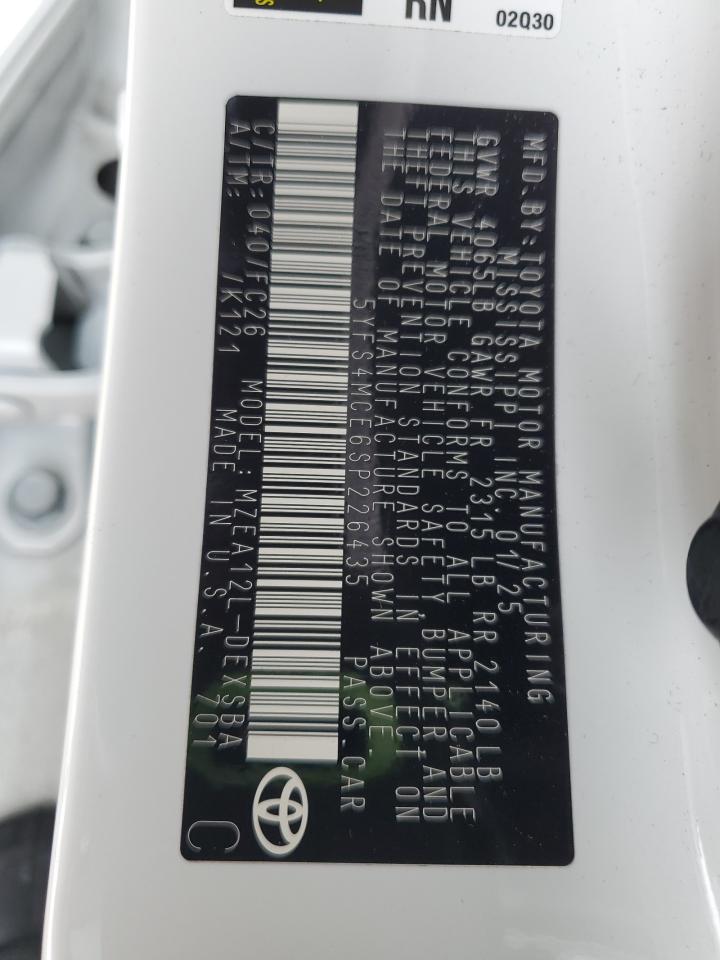 RN
02Q30
MFD.BY:TOYOTA MOTOR MANUFACTURING
MISSISSIPPI INC.01/25
GVWR 4065LB GAWR FR 2315 LB RR 2140LB
THIS VEHICLE CONFORMS TO ALL APPLICABLE
FEDERAL MOTOR VEHICLE SAFETY, BUMPER,AND
THEFT PREVENTION STANDARDS IN EFFECT ON
THE DATE OF MANUFACTURE SHOWN ABOVE.
5YFS4MCE6SP226435 PASS.CAR
C/TR:040/FC26 MODEL:MZEA12L-DEXSBA
A/TM: /K121 MADE IN U.S.A. 701
C